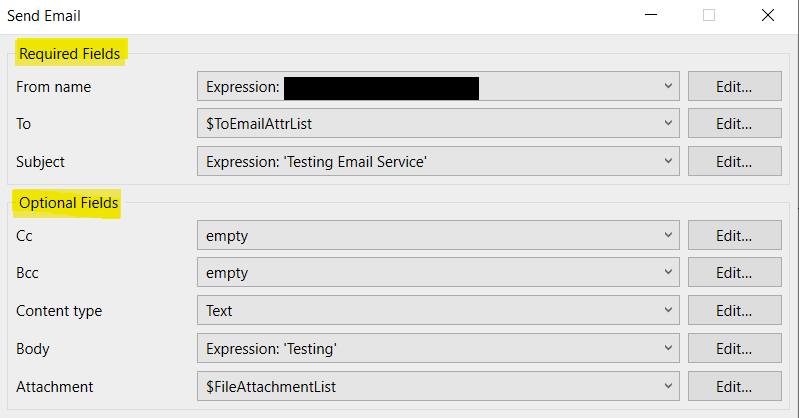 Send Email
Required Fields
From name Expression: Edit...
To $ToEmailAttrList Edit...
Subject Expression: 'Testing Email Service' Edit...
Optional Fields
Cc empty Edit...
Bcc empty Edit...
Content type Text Edit...
Body Expression: 'Testing' Edit...
Attachment $FileAttachmentList Edit...